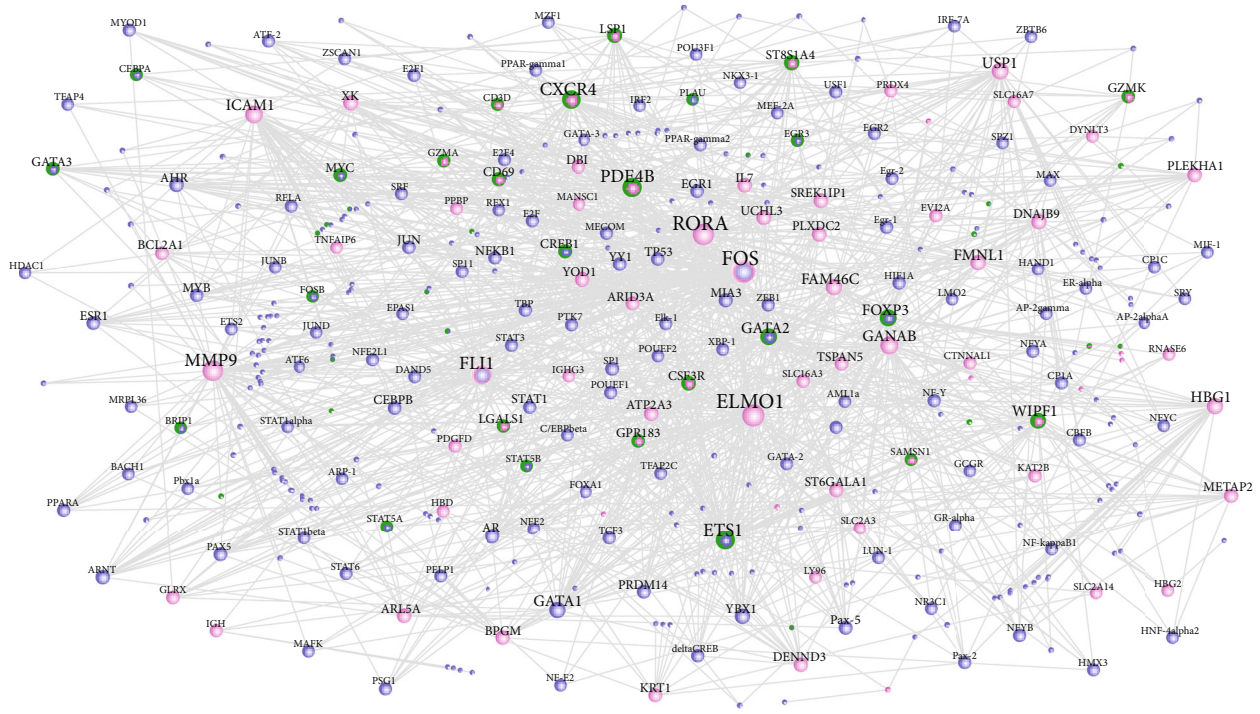 MYOD1
ATF-2
MZF1
LSP1
IRF-7A
ZBTB6
CEBPA
ZSCAN1
E2F1
PPAR-gamma1
POU3F1
ST8S1A4
USP1
TFAP4
ICAM1
XK
CD3D
CXCR4
IRF2
PLAU
NKX3-1
MEF-2A
USF1
PRDX4
SLC16A7
GZMK
GATA3
AHR
MYC
GZMA
CD69
E2F4
GATA-3
DBI
PPAR-gamma2
EGR3
EGR2
SPZ1
DYNLT3
PLEKHA1
RELA
SRF
PPBP
REX1
MANSC1
PDE4B
EGR1
IL7
SREK1IP1
Egr-2
MAX
BCL2A1
TNFAIP6
JUN
E2F
MECOM
RORA
UCHL3
PLXDC2
Egr-1
EVI2A
DNAJB9
HDAC1
JUNB
SP11
NEKB1
CREB1
YY1
TP53
FOS
FMNL1
HAND1
CP1C
MIF-1
MYB
FOSB
YOD1
MIA3
ZEB1
FAM46C
HIF1A
LMO2
ER-alpha
SRY
ESR1
ETS2
JUND
EPAS1
TBP
ARID3A
PTK7
Elk-1
GATA2
FOXP3
AP-2gamma
AP-2alphaA
MMP9
ATF6
NFE2L1
STAT3
FLI1
SP1
POUEF2
XBP-1
TSPAN5
GANAB
CTNNAL1
NEYA
RNASE6
DAND5
IGHG3
POUEF1
CSF3R
SLC16A3
CP1A
MRPL36
CEBPB
STAT1
ATP2A3
ELMO1
AML1a
NF-Y
WIPF1
HBG1
BRIP1
STAT1alpha
LGALS1
C/EBPbeta
GPR183
CBFB
NEYC
PDGFD
BACH1
Pbx1a
ARP-1
STAT5B
TFAP2C
GATA-2
SAMSN1
GCGR
KAT2B
PPARA
FOXA1
ST6GALA1
METAP2
STAT5A
HBD
STAT1beta
AR
NFE2
TCF3
ETS1
SLC2A3
GR-alpha
PAX5
LUN-1
NF-kappaB1
ABNT
STAT6
PELP1
LY96
GLRX
PRDM14
SLC2A14
HBG2
ARL5A
GATA1
YBX1
Pax-5
NR3C1
IGH
BPGM
NEYB
HNF-4alpha2
MAFK
deltaCREB
DENND3
Pax-2
HMX3
PSG1
NF-E2
KRT1